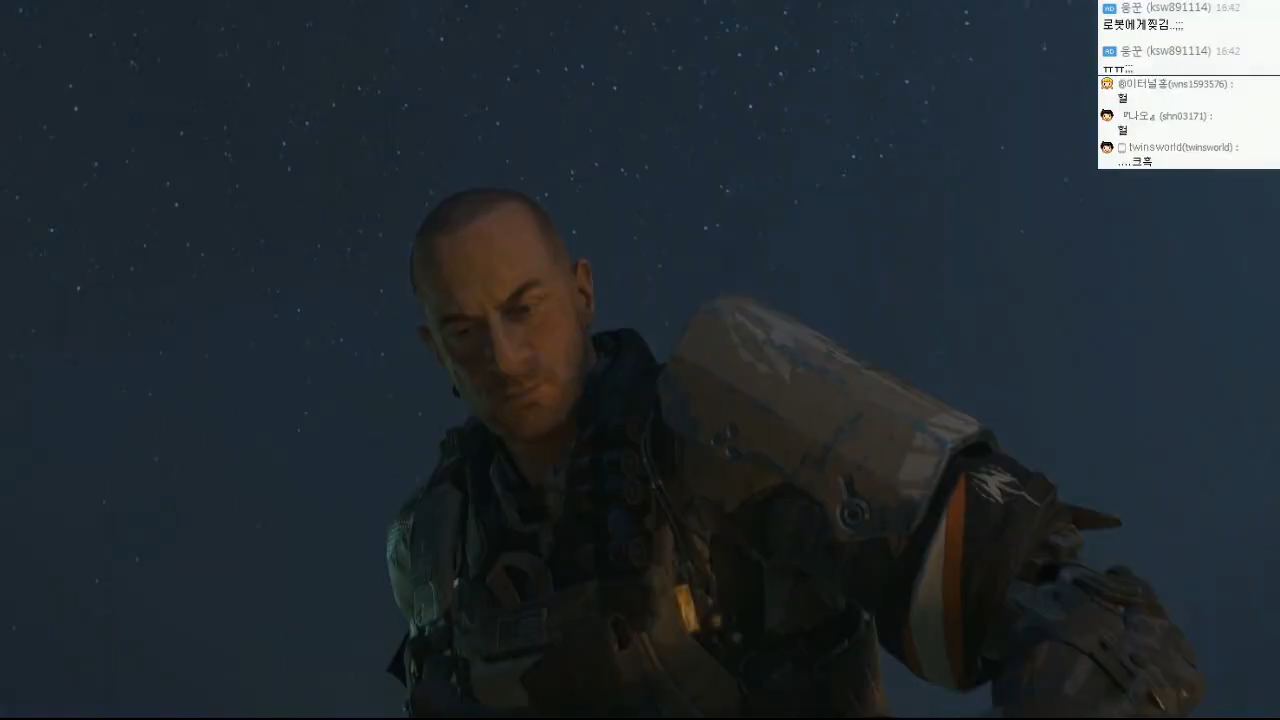 웅꾼 (ksw891114) 16:42
로봇에게찢김..;;;
웅꾼 (ksw891114) 16:42
ㅠㅠ;;;
@이터널홍(wns1593576) :
헐
『나오』(shn03171) :
헐
twinsworld(twinsworld) :
....크흑